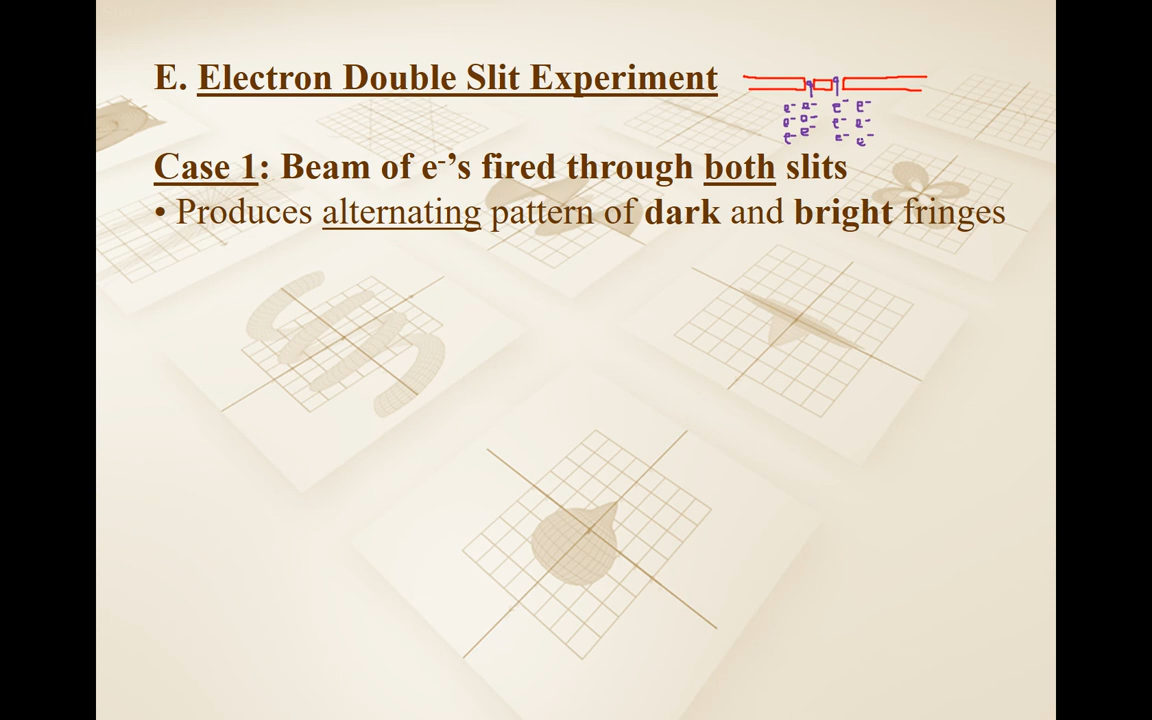 E. Electron Double Slit Experiment
e- e- e- e-
e- e- e- e-
e- e- e- e-
Case 1: Beam of e-'s fired through both slits
• Produces alternating pattern of dark and bright fringes